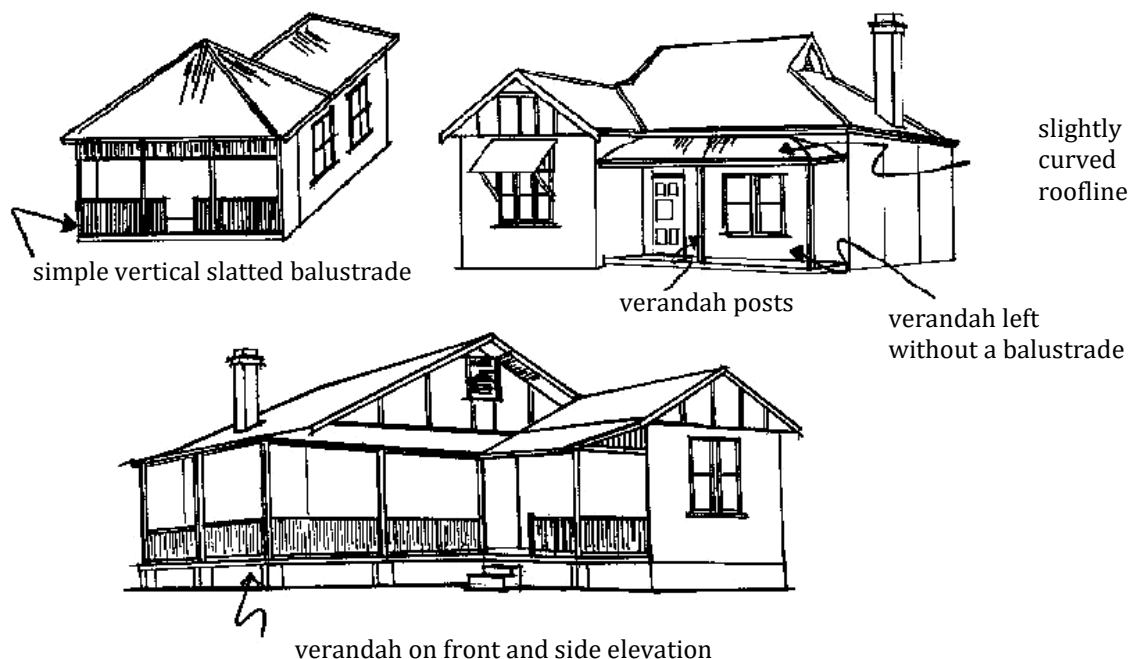 slightly
curved
roofline
simple vertical slatted balustrade
verandah posts
verandah left
without a balustrade
verandah on front and side elevation